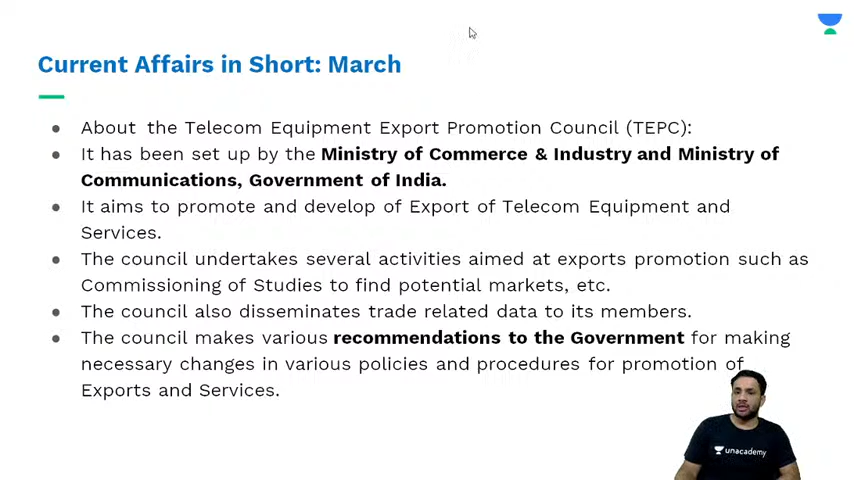 Current Affairs in Short: March
About the Telecom Equipment Export Promotion Council (TEPC):
It has been set up by the Ministry of Commerce & Industry and Ministry of
Communications, Government of India.
It aims to promote and develop of Export of Telecom Equipment and
Services.
The council undertakes several activities aimed at exports promotion such as
Commissioning of Studies to find potential markets, etc.
The council also disseminates trade related data to its members.
The council makes various recommendations to the Government for making
necessary changes in various policies and procedures for promotion of
Exports and Services.
unacademy